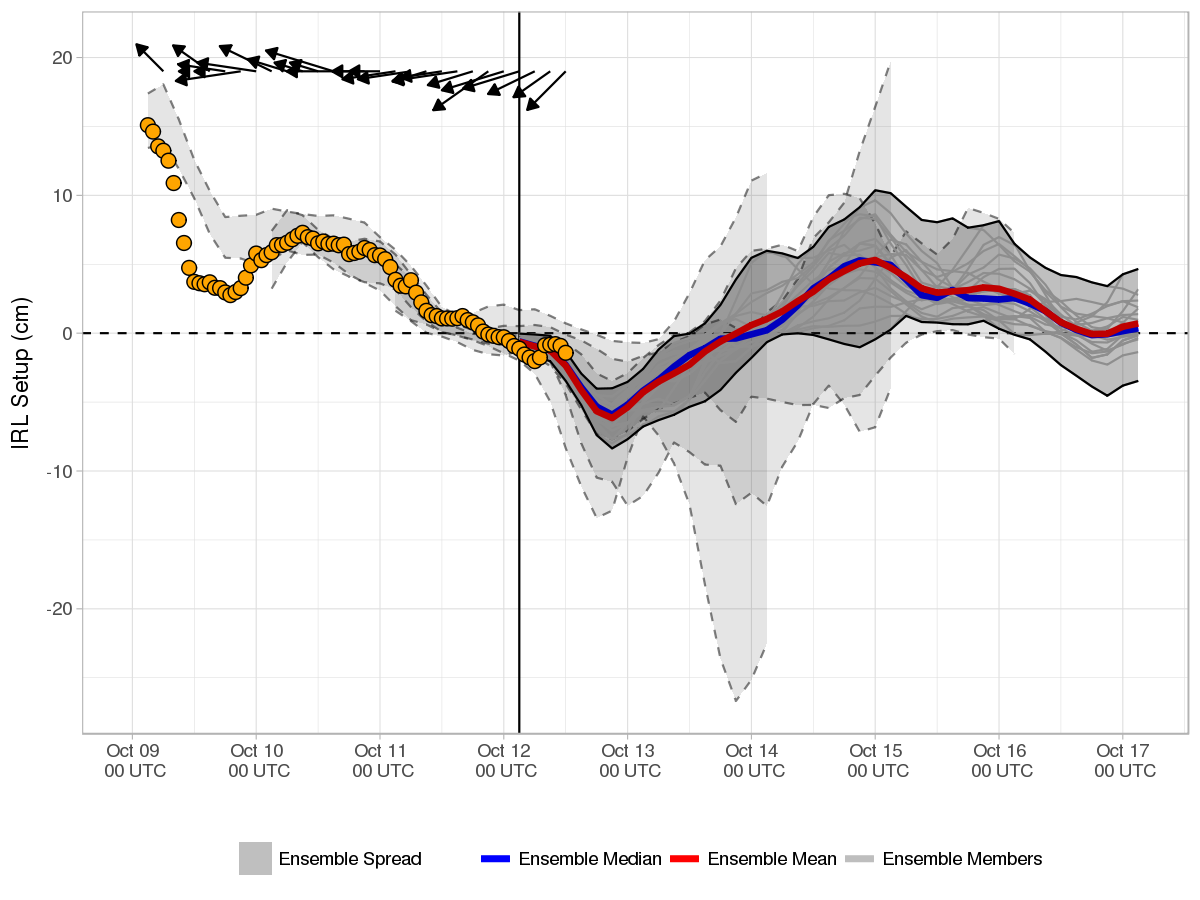 IRL Setup (cm)
20
10
0
-10
-20
Oct 09 Oct 10 Oct 11 Oct 12 Oct 13 Oct 14 Oct 15 Oct 16 Oct 17
00 UTC 00 UTC 00 UTC 00 UTC 00 UTC 00 UTC 00 UTC 00 UTC 00 UTC
Ensemble Spread Ensemble Median Ensemble Mean Ensemble Members